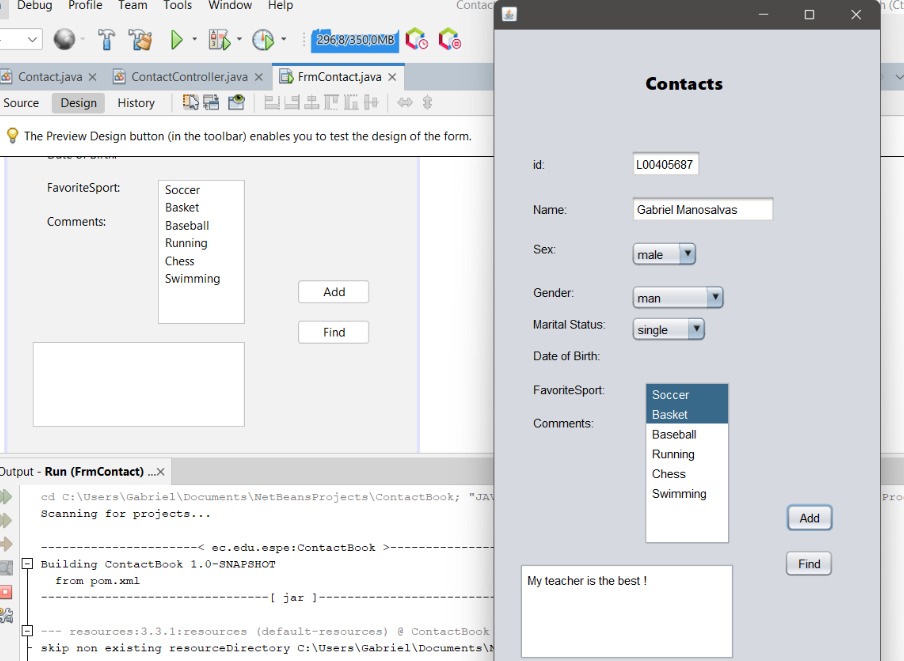 Debug Profile Team Tools Window Help
Contac
296,8/350,0MB
Contact.java
ContactController.java
FrmContact.java
Source Design History
The Preview Design button (in the toolbar) enables you to test the design of the form.
Date of Birth:
FavoriteSport:
Soccer
Basket
Comments:
Baseball
Running
Chess
Swimming
Add
Find
Output - Run (FrmContact) ...
cd C:\Users\Gabriel\Documents\NetBeansProjects\ContactBook; "JAV
Scanning for projects...
----------------------< ec.edu.espe:ContactBook >-----------------
Building ContactBook 1.0-SNAPSHOT
from pom.xml
--------------------------------[ jar ]---------------------------
--- resources:3.3.1:resources (default-resources) @ ContactBook
skip non existing resourceDirectory C:\Users\Gabriel\Documents\N
Contacts
id: L00405687
Name: Gabriel Manosalvas
Sex: male
Gender: man
Marital Status: single
Date of Birth:
FavoriteSport:
Soccer
Basket
Comments:
Baseball
Running
Chess
Swimming
Add
Find
My teacher is the best !